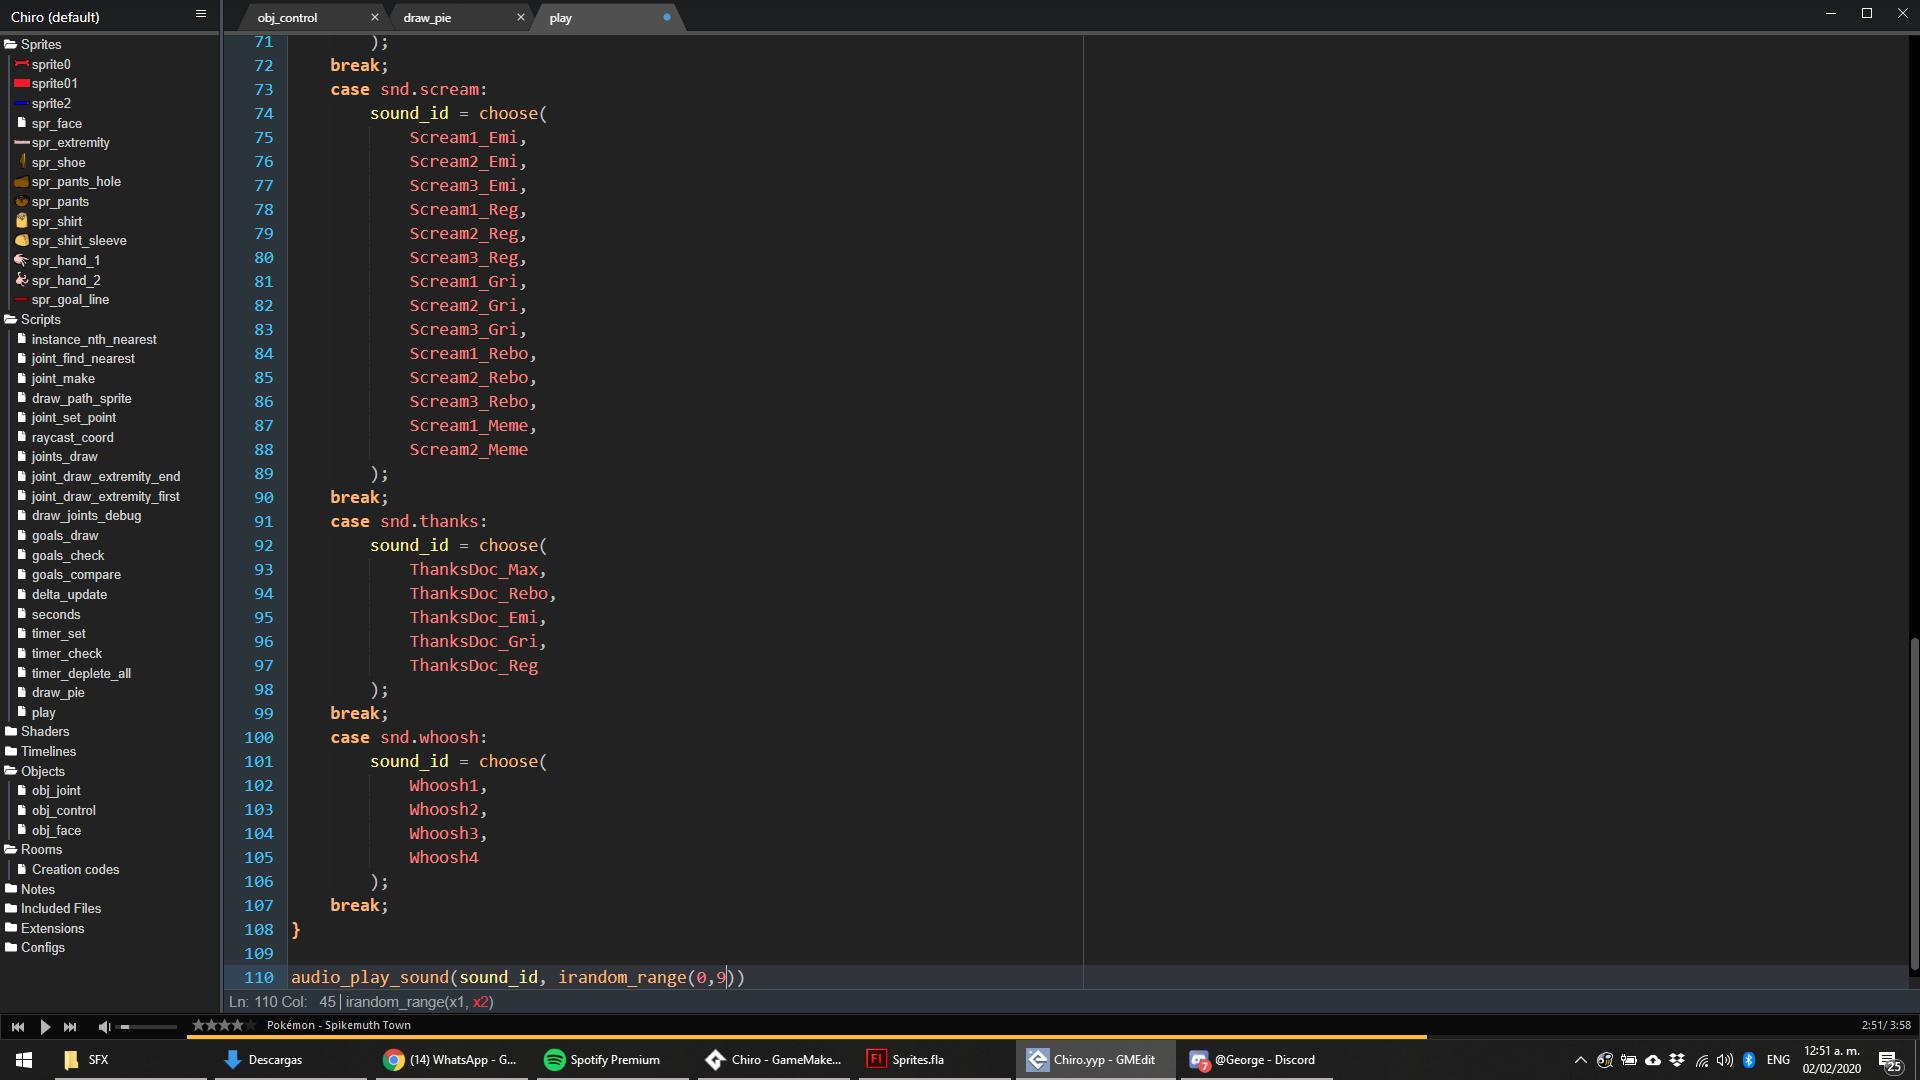 Chiro (default)
obj_control
draw_pie
play
Sprites
sprite0
sprite01
sprite2
spr_face
spr_extremity
spr_shoe
spr_pants_hole
spr_pants
spr_shirt
spr_shirt_sleeve
spr_hand_1
spr_hand_2
spr_goal_line
Scripts
instance_nth_nearest
joint_find_nearest
joint_make
draw_path_sprite
joint_set_point
raycast_coord
joints_draw
joint_draw_extremity_end
joint_draw_extremity_first
draw_joints_debug
goals_draw
goals_check
goals_compare
delta_update
seconds
timer_set
timer_check
timer_deplete_all
draw_pie
play
Shaders
Timelines
Objects
obj_joint
obj_control
obj_face
Rooms
Creation codes
Notes
Included Files
Extensions
Configs
71 );
72 break;
73 case snd.scream:
74 sound_id = choose(
75 Scream1_Emi,
76 Scream2_Emi,
77 Scream3_Emi,
78 Scream1_Reg,
79 Scream2_Reg,
80 Scream3_Reg,
81 Scream1_Gri,
82 Scream2_Gri,
83 Scream3_Gri,
84 Scream1_Rebo,
85 Scream2_Rebo,
86 Scream3_Rebo,
87 Scream1_Meme,
88 Scream2_Meme
89 );
90 break;
91 case snd.thanks:
92 sound_id = choose(
93 ThanksDoc_Max,
94 ThanksDoc_Rebo,
95 ThanksDoc_Emi,
96 ThanksDoc_Gri,
97 ThanksDoc_Reg
98 );
99 break;
100 case snd.whoosh:
101 sound_id = choose(
102 Whoosh1,
103 Whoosh2,
104 Whoosh3,
105 Whoosh4
106 );
107 break;
108 }
109
110 audio_play_sound(sound_id, irandom_range(0,9))
Ln: 110 Col: 45 irandom_range(x1, x2)
Pokémon - Spikemuth Town
2:51/ 3:58
SFX
Descargas
(14) WhatsApp - G...
Spotify Premium
Chiro - GameMake...
Sprites.fla
Chiro.yyp - GMEdit
@George - Discord
ENG
12:51 a. m.
02/02/2020
25